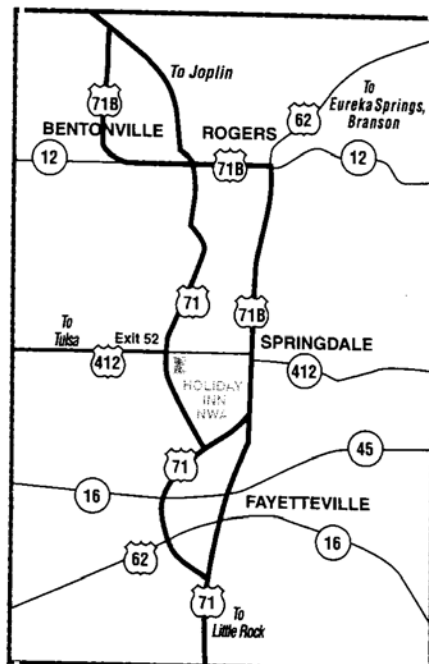 To Joplin
71B
62
To
Eureka Springs,
Branson
BENTONVILLE
ROGERS
12
71B
12
71
71B
To
Tulsa
Exit 52
SPRINGDALE
412
412
HOLIDAY
INN
NWA
45
71
16
FAYETTEVILLE
62
16
71
To
Little Rock